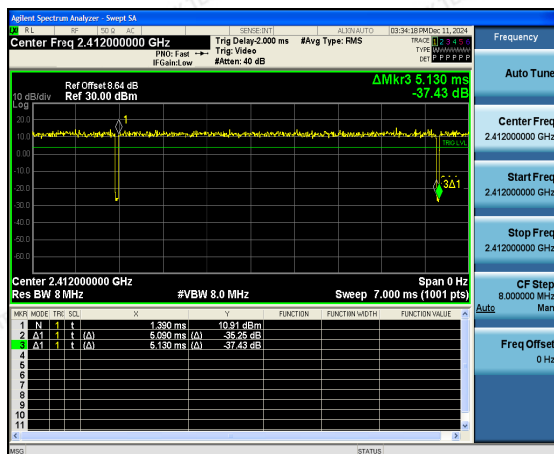 Agilent Spectrum Analyzer - Swept SA
RL RF 50 Ω AC SENSE:INT ALIGNAUTO 03:34:18 PM Dec 11, 2024
Center Freq 2.412000000 GHz
PNO: Fast
IFGain:Low
Trig Delay-2.000 ms
Trig: Video
#Atten: 40 dB
#Avg Type: RMS
TRACE 1 2 3 4 5 6
TYPE
DET P P P P P P
Ref Offset 8.64 dB
Ref 30.00 dBm
10 dB/div
Log
ΔMkr3 5.130 ms
-37.43 dB
20.0
10.0
0.00
-10.0
-20.0
-30.0
-40.0
-50.0
-60.0
1
TRIG LVL
3Δ1
Center 2.412000000 GHz Span 0 Hz
Res BW 8 MHz #VBW 8.0 MHz Sweep 7.000 ms (1001 pts)
MKR MODE TRC SCL X Y FUNCTION FUNCTION WIDTH FUNCTION VALUE
1 N 1 t 1.390 ms 10.91 dBm
2 Δ1 1 t (Δ) 5.090 ms (Δ) -35.25 dB
3 Δ1 1 t (Δ) 5.130 ms (Δ) -37.43 dB
4
5
6
7
8
9
10
11
MSG STATUS
Frequency
Auto Tune
Center Freq
2.412000000 GHz
Start Freq
2.412000000 GHz
Stop Freq
2.412000000 GHz
CF Step
8.000000 MHz
Auto Man
Freq Offset
0 Hz